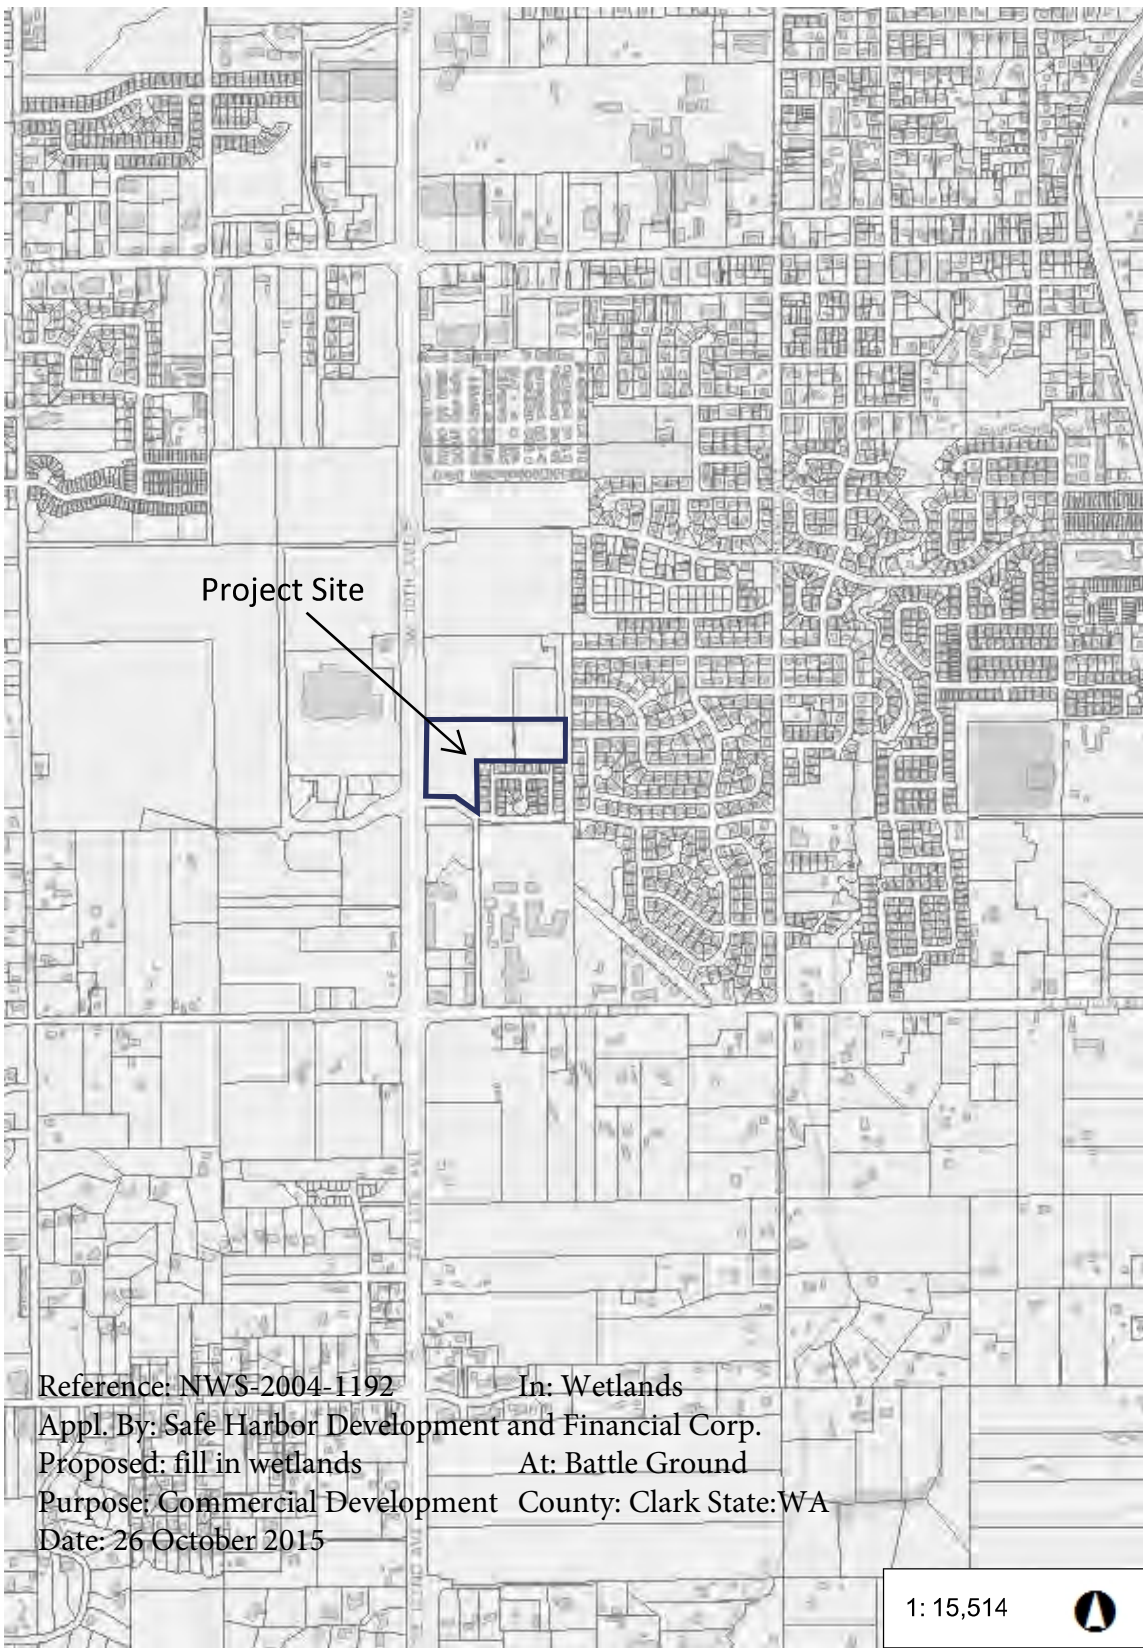 Project Site
Reference: NWS-2004-1192 In: Wetlands
Appl. By: Safe Harbor Development and Financial Corp.
Proposed: fill in wetlands At: Battle Ground
Purpose: Commercial Development County: Clark State:WA
Date: 26 October 2015
1: 15,514